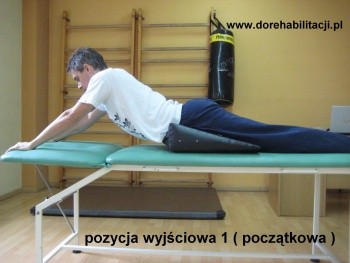 www.dorehabilitacji.pl
pozycja wyjściowa 1 ( początkowa )